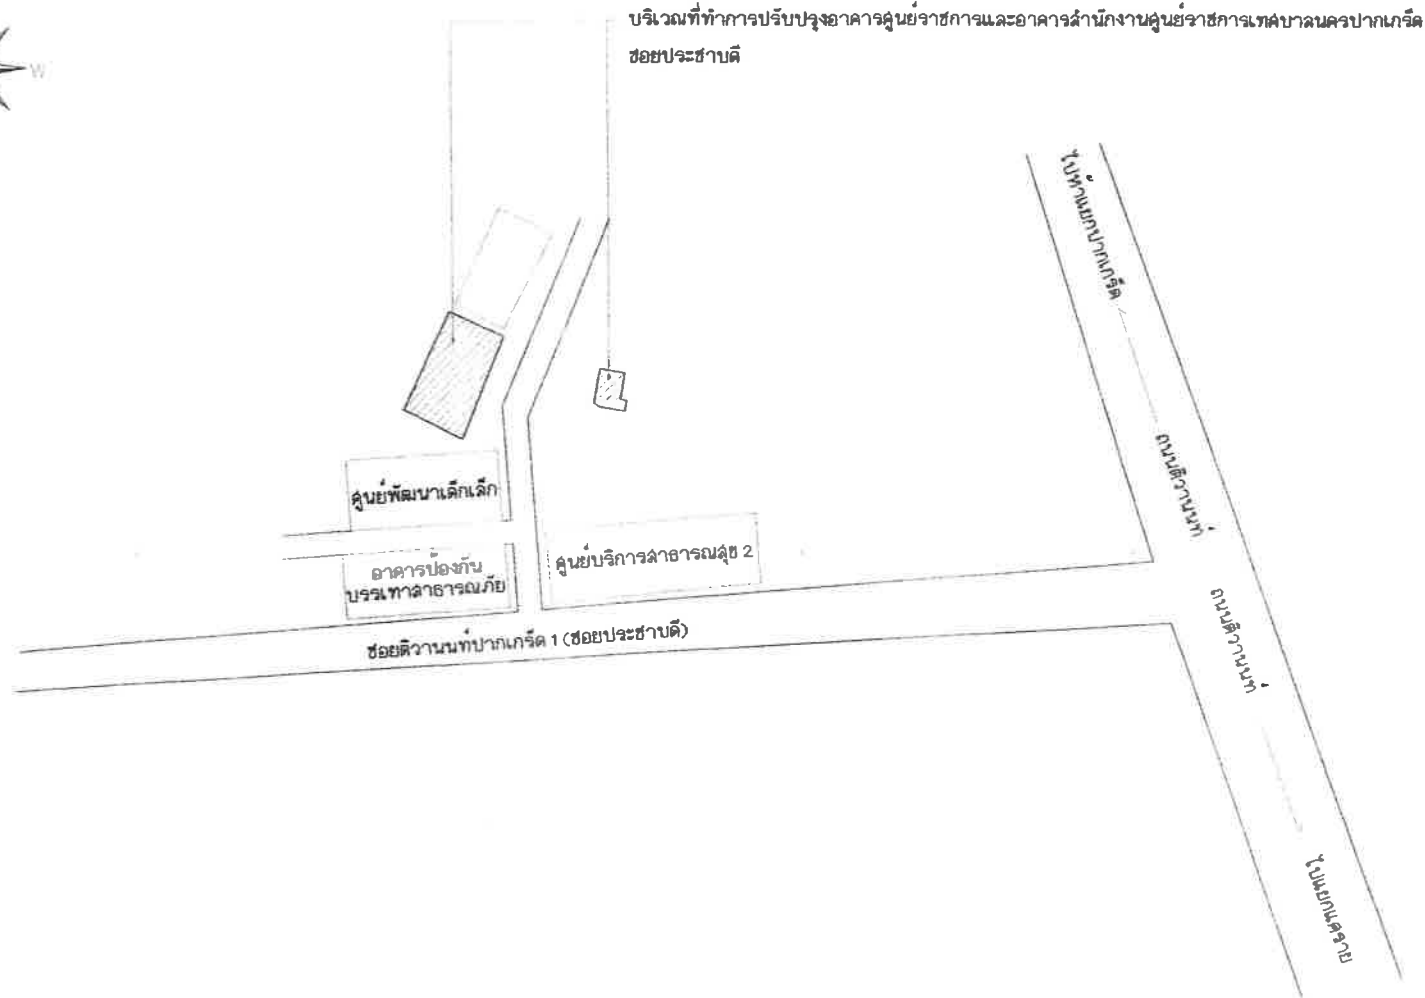 บริเวณที่ทำการปรับปรุงอาคารศูนย์ราชการและอาคารสำนักงานศูนย์ราชการเทศบาลนครปากเกร็ด
ซอยประชาบดี
W
ไปห้าแยกปากเกร็ด
ถนนติวานนท์
ศูนย์พัฒนาเด็กเล็ก
อาคารป้องกัน
บรรเทาสาธารณภัย
ศูนย์บริการสาธารณสุข 2
ซอยติวานนท์ปากเกร็ด 1 (ซอยประชาบดี)
ถนนติวานนท์
ไปแยกแคราย